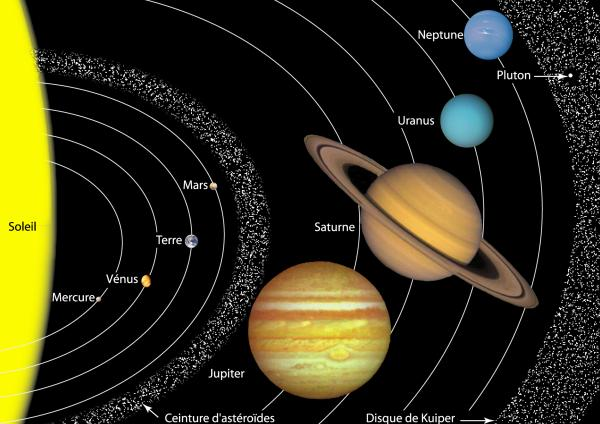 Neptune
Pluton
Uranus
Mars
Soleil
Saturne
Terre
Vénus
Mercure
Jupiter
Ceinture d'astéroïdes
Disque de Kuiper